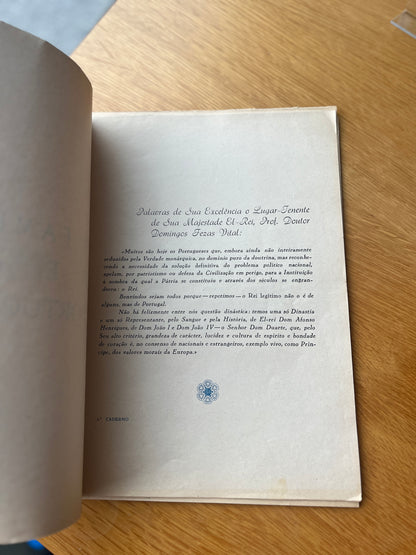 Palavras de Sua Excelência o Lugar-Tenente
de Sua Majestade El-Rei, Prof. Doutor
Domingos Fezas Vital:
«Muitos são hoje os Portugueses que, embora ainda não inteiramente
seduzidos pela Verdade monárquica, no domínio puro da doutrina, mas reconhe-
cendo a necessidade da solução definitiva do problema político nacional,
apelam, por patriotismo ou defesa da Civilização em perigo, para a Instituição
à sombra da qual a Pátria se constituiu e através dos séculos se engran-
deceu: o Rei.
Benvindos sejam todos porque — repetimos — o Rei legítimo não o é de
alguns, mas de Portugal.
Não há felizmente entre nós questão dinástica: temos uma só Dinastia
e um só Representante, pelo Sangue e pela História, de El-rei Dom Afonso
Henriques, de Dom João I e Dom João IV — o Senhor Dom Duarte, que, pelo
Seu alto critério, grandeza de carácter, lucidez e cultura de espírito e bondade
de coração é, no consenso de nacionais e estrangeiros, exemplo vivo, como Prín-
cipe, dos valores morais da Europa.»
CADERNO